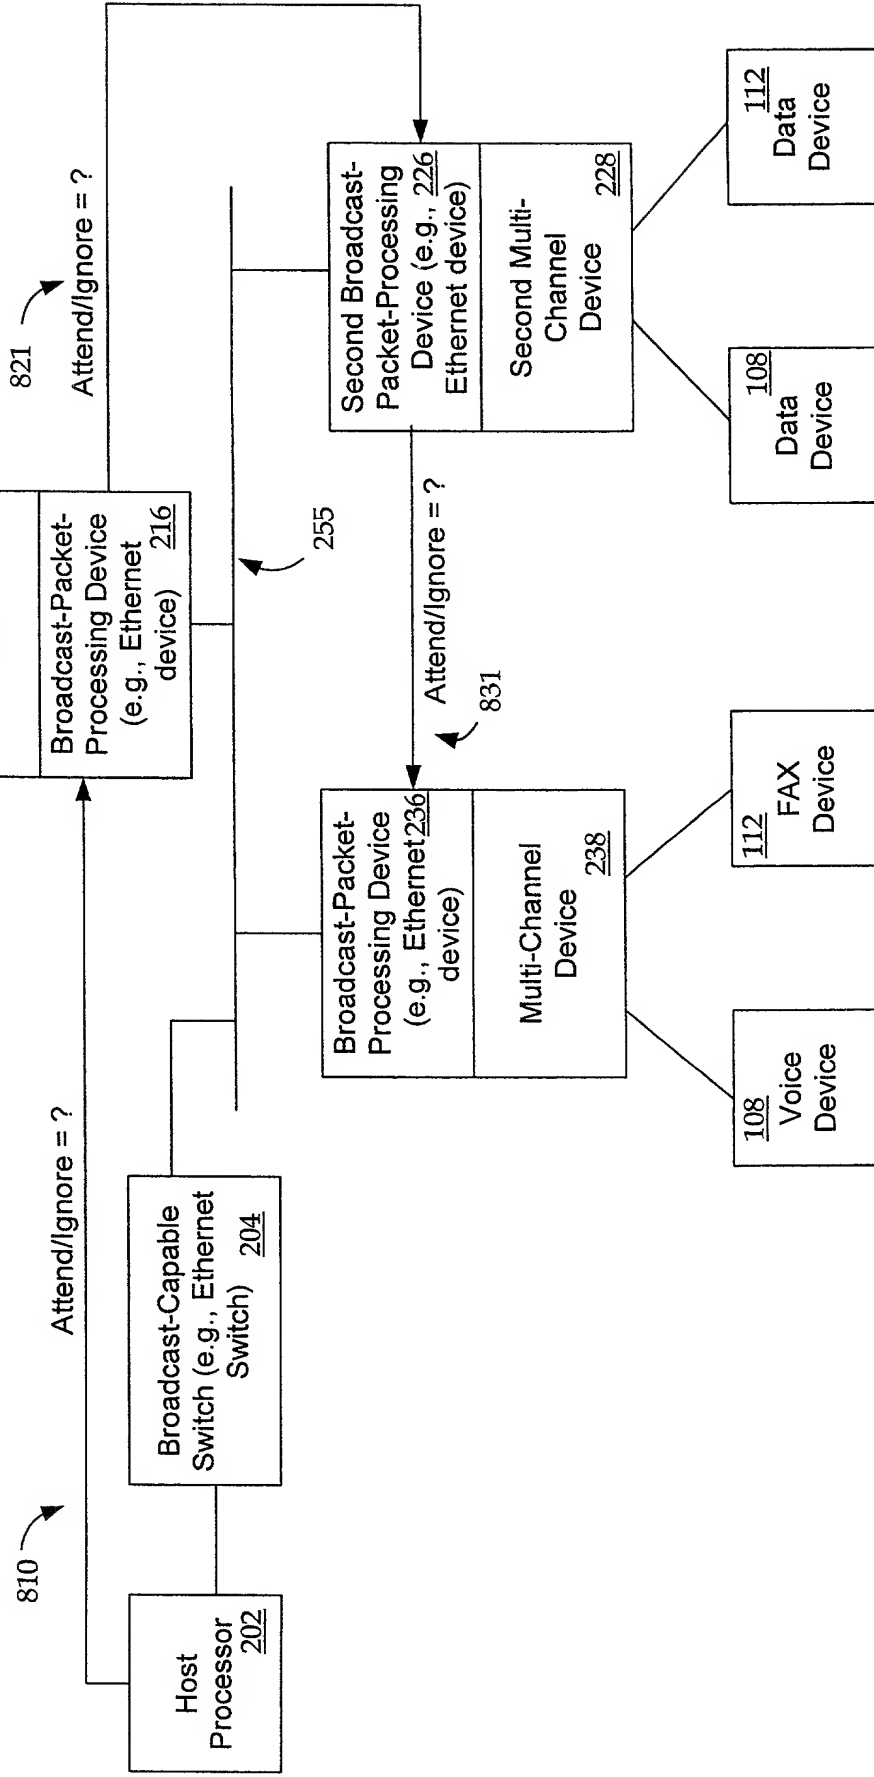 810
Attend/Ignore = ?
821
Attend/Ignore = ?
Host
Processor
202
Broadcast-Capable
Switch (e.g., Ethernet
Switch) 204
Broadcast-Packet-
Processing Device
(e.g., Ethernet
device) 216
255
Broadcast-Packet-
Processing Device
(e.g., Ethernet 236
device)
Multi-Channel
Device 238
831
Attend/Ignore = ?
Second Broadcast-
Packet-Processing
Device (e.g., 226
Ethernet device)
Second Multi-
Channel
Device 228
108
Voice
Device
112
FAX
Device
108
Data
Device
112
Data
Device